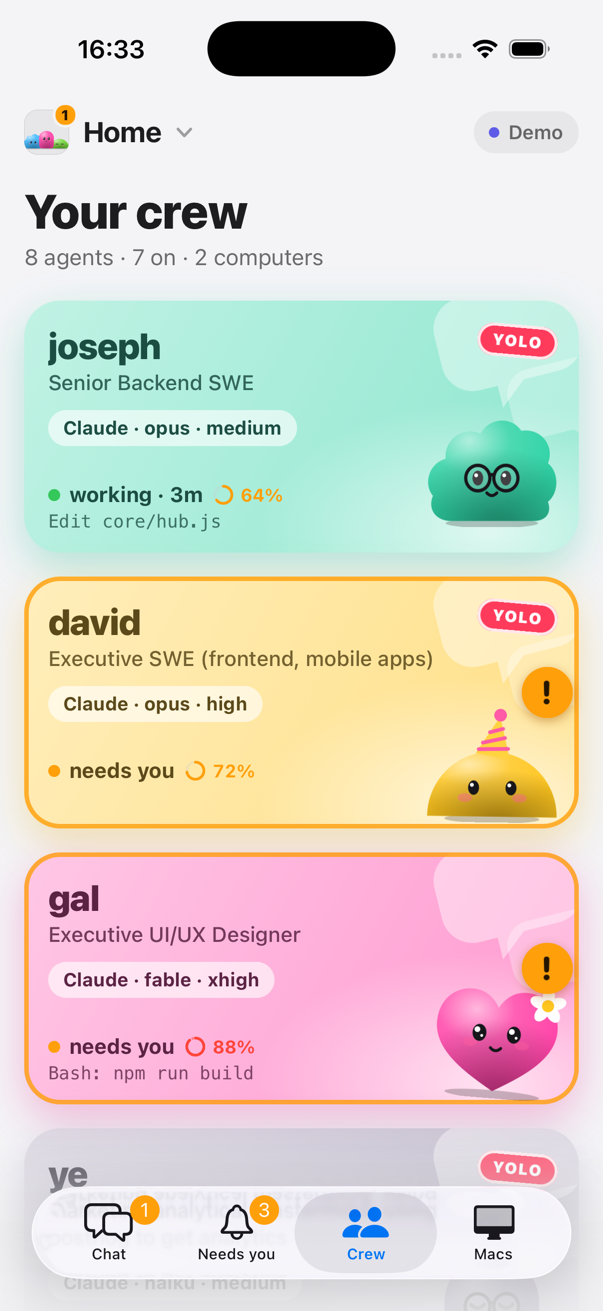 16:33
1
Home
Demo
Your crew
8 agents · 7 on · 2 computers
joseph
YOLO
Senior Backend SWE
Claude · opus · medium
working · 3m 64%
Edit core/hub.js
david
YOLO
Executive SWE (frontend, mobile apps)
Claude · opus · high
!
needs you 72%
gal
Executive UI/UX Designer
Claude · fable · xhigh
!
needs you 88%
Bash: npm run build
ye
YOLO
1
3
Chat
Needs you
Crew
Macs
Claude · haiku · medium